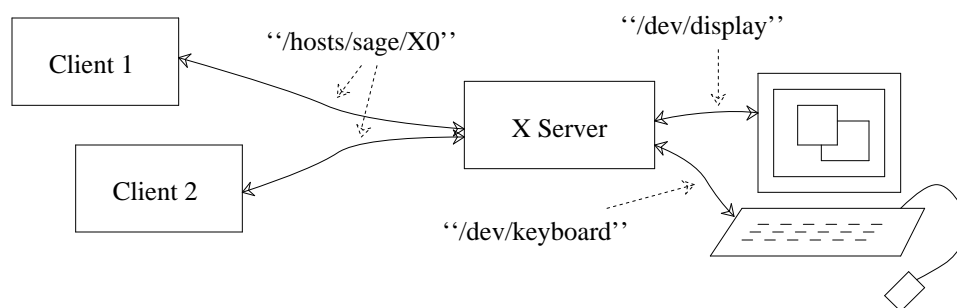 ‘‘/hosts/sage/X0’’
‘‘/dev/display’’
Client 1
X Server
Client 2
‘‘/dev/keyboard’’